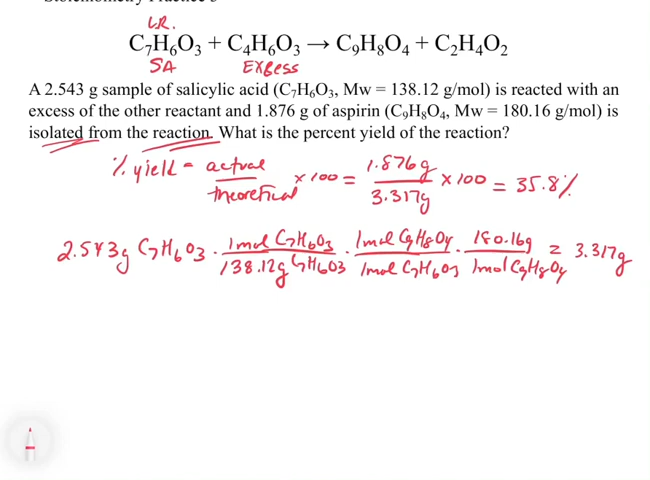 L.R.
C₇H₆O₃ + C₄H₆O₃ → C₉H₈O₄ + C₂H₄O₂
SA Excess
A 2.543 g sample of salicylic acid (C₇H₆O₃, Mw = 138.12 g/mol) is reacted with an
excess of the other reactant and 1.876 g of aspirin (C₉H₈O₄, Mw = 180.16 g/mol) is
isolated from the reaction. What is the percent yield of the reaction?
% yield = actual / theoretical × 100 = 1.876g / 3.317g × 100 = 35.8%
2.543g C₇H₆O₃ · 1mol C₇H₆O₃ / 138.12g C₇H₆O₃ · 1mol C₉H₈O₄ / 1mol C₇H₆O₃ · 180.16g / 1mol C₉H₈O₄ = 3.317g